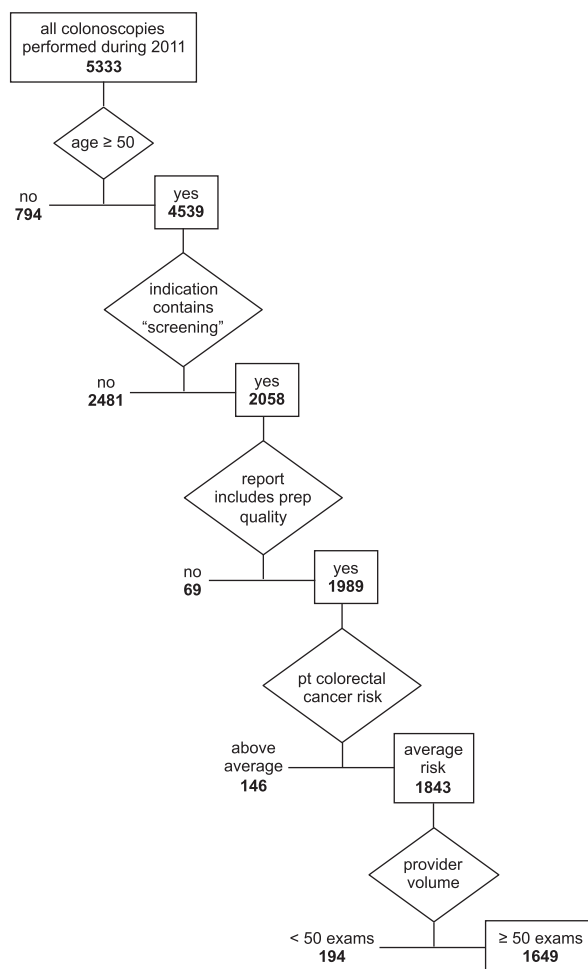 all colonoscopies
performed during 2011
5333
age ≥ 50
no
794
yes
4539
indication
contains
“screening”
no
2481
yes
2058
report
includes prep
quality
no
69
yes
1989
pt colorectal
cancer risk
above
average
146
average
risk
1843
provider
volume
< 50 exams
194
≥ 50 exams
1649